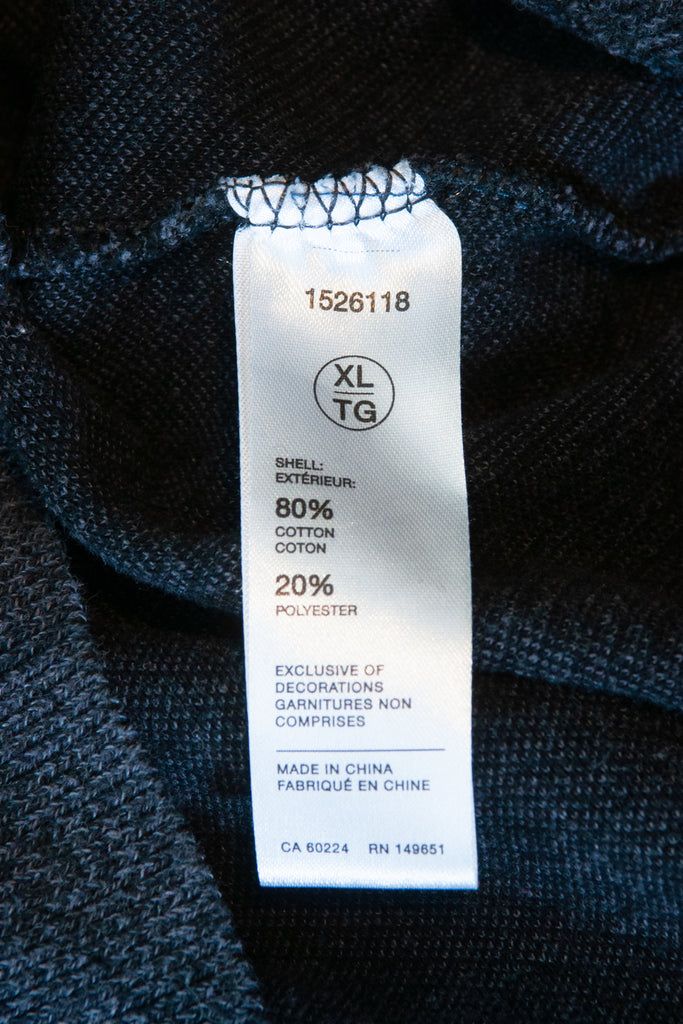 1526118
XL
TG
SHELL:
EXTÉRIEUR:
80%
COTTON
COTON
20%
POLYESTER
EXCLUSIVE OF
DECORATIONS
GARNITURES NON
COMPRISES
MADE IN CHINA
FABRIQUÉ EN CHINE
CA 60224 RN 149651